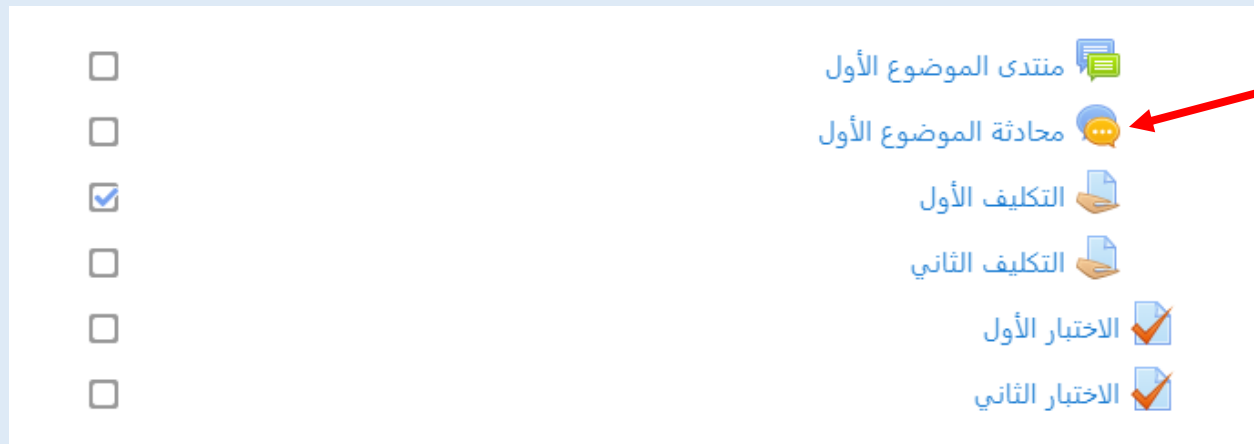 منتدى الموضوع الأول
محادثة الموضوع الأول
التكليف الأول
التكليف الثاني
الاختبار الأول
الاختبار الثاني